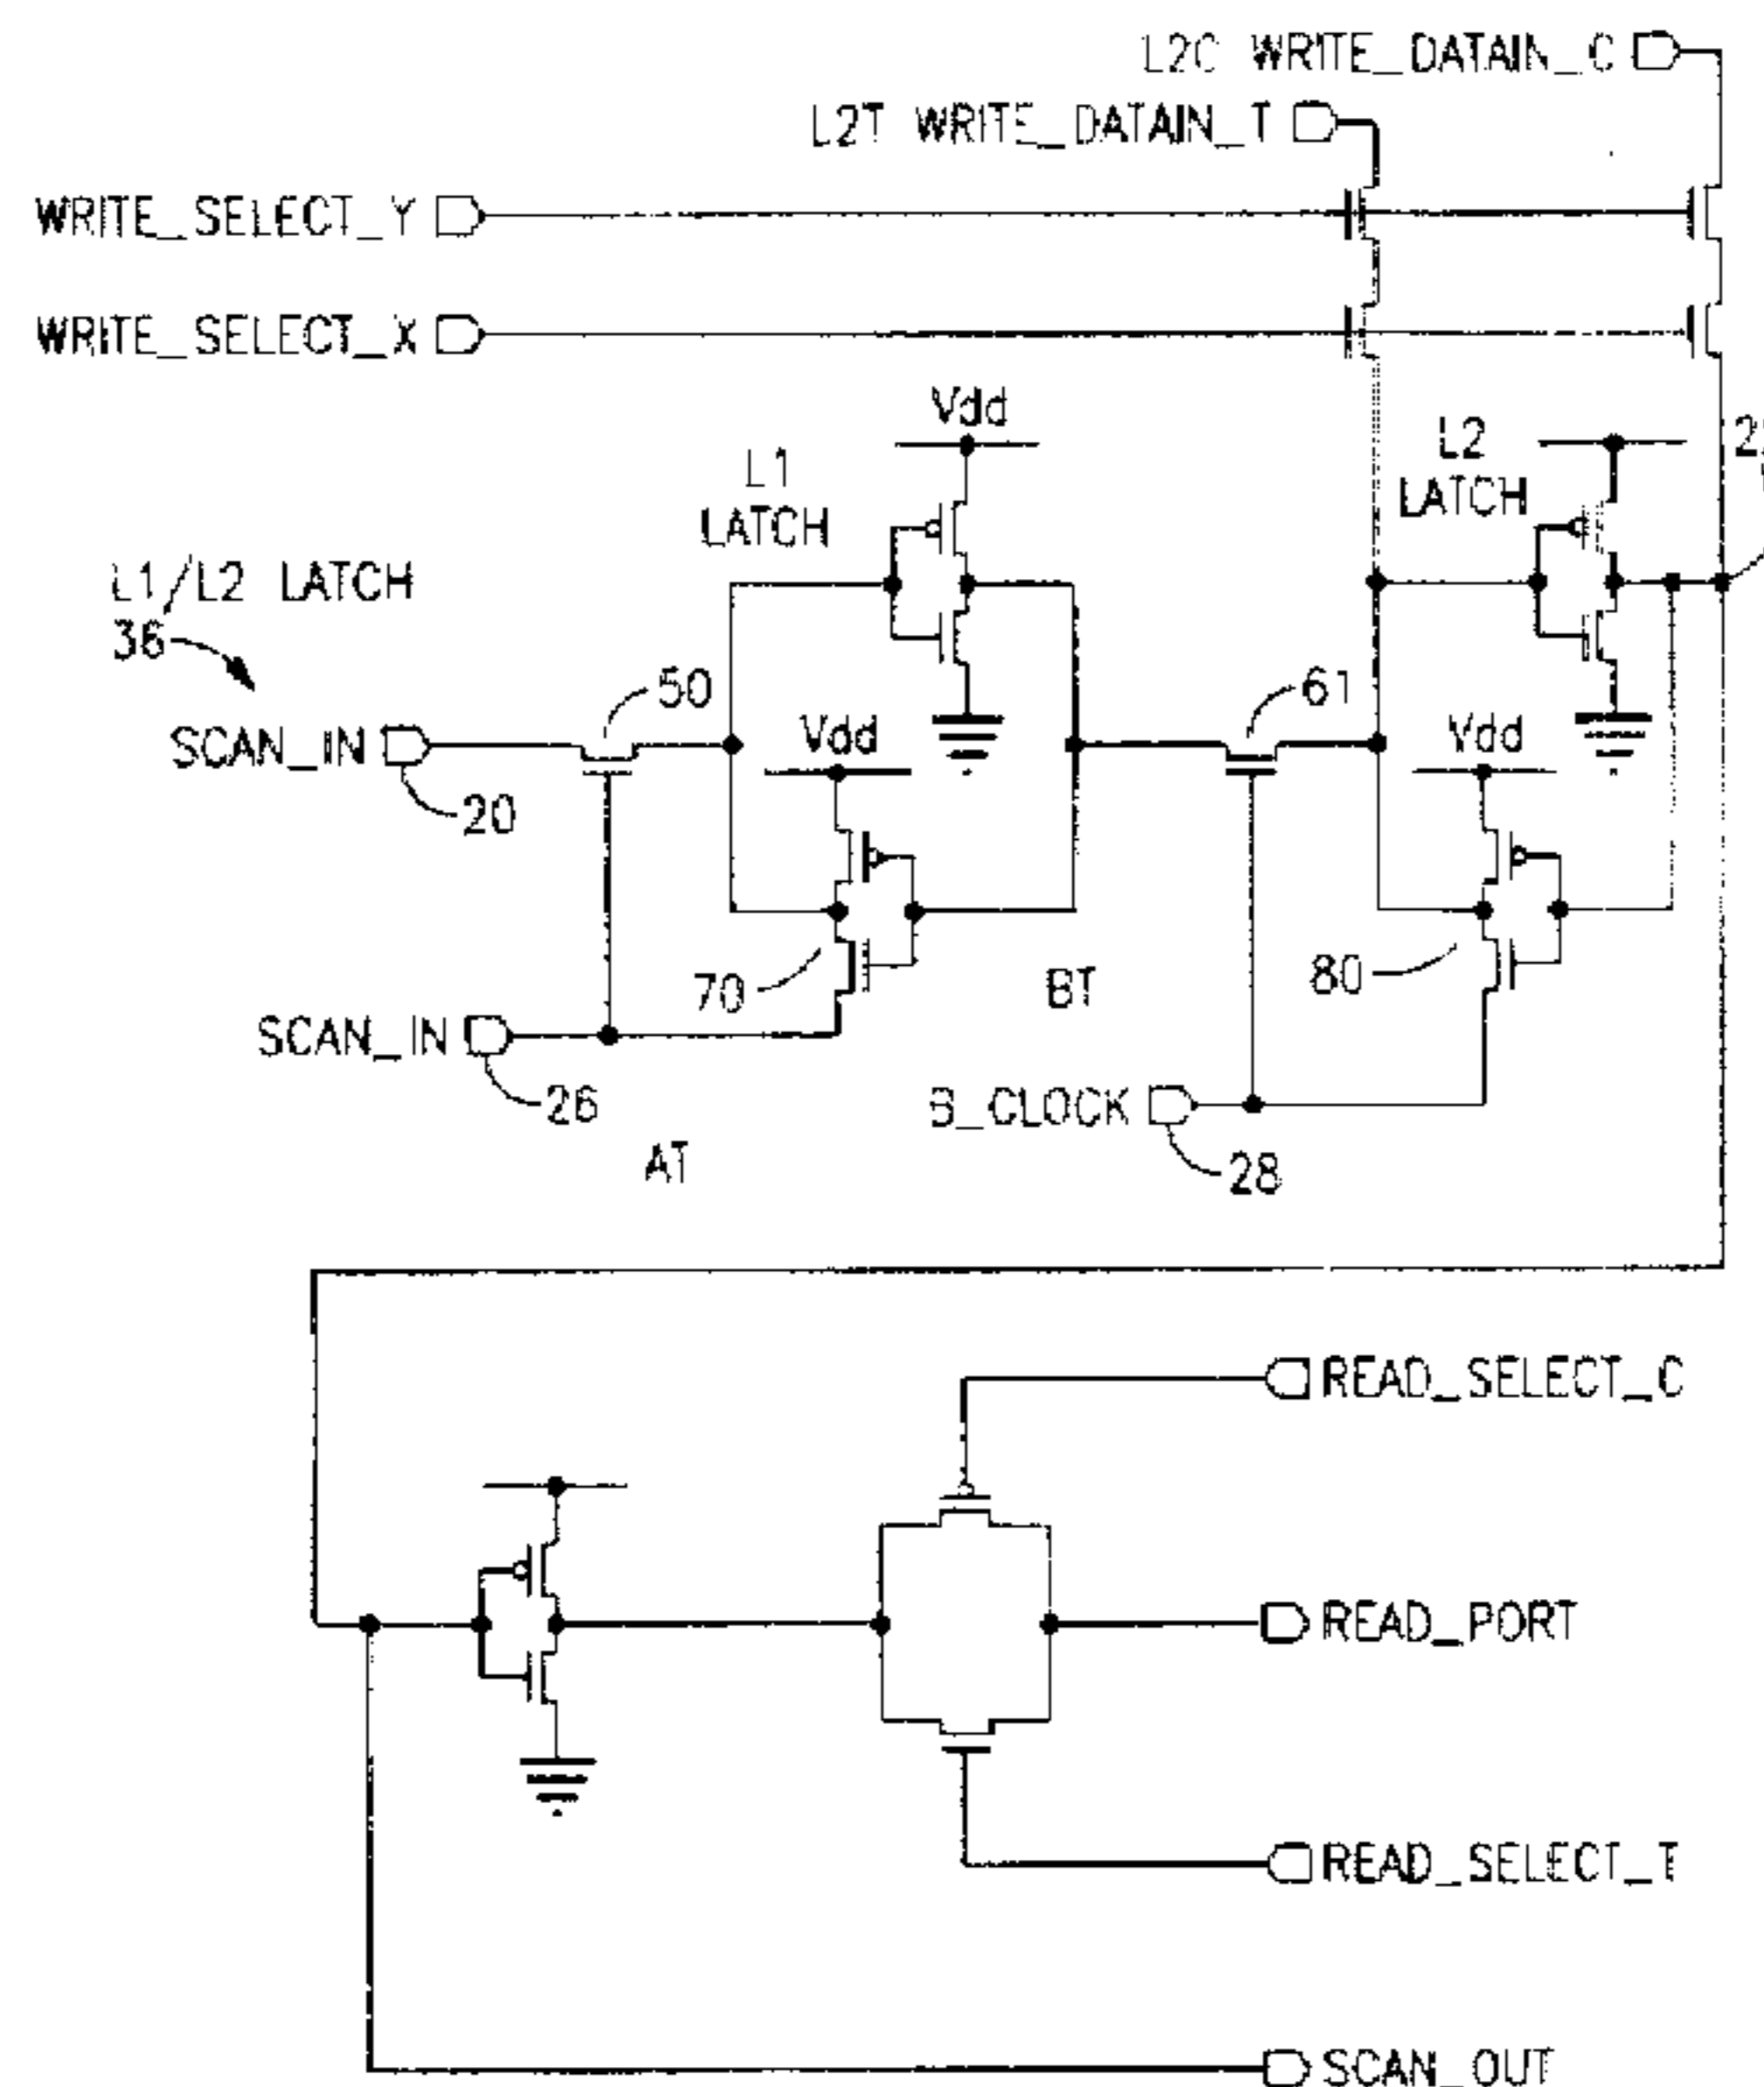 L2C WRITE_DATAIN_C
L2T WRITE_DATAIN_T
WRITE_SELECT_Y
WRITE_SELECT_X
Vdd
L1
LATCH
L2
LATCH
L1/L2 LATCH
36
50
61
SCAN_IN
20
Vdd
Vdd
70
BT
80
SCAN_IN
26
B_CLOCK
28
AT
READ_SELECT_C
READ_PORT
READ_SELECT_T
SCAN_OUT